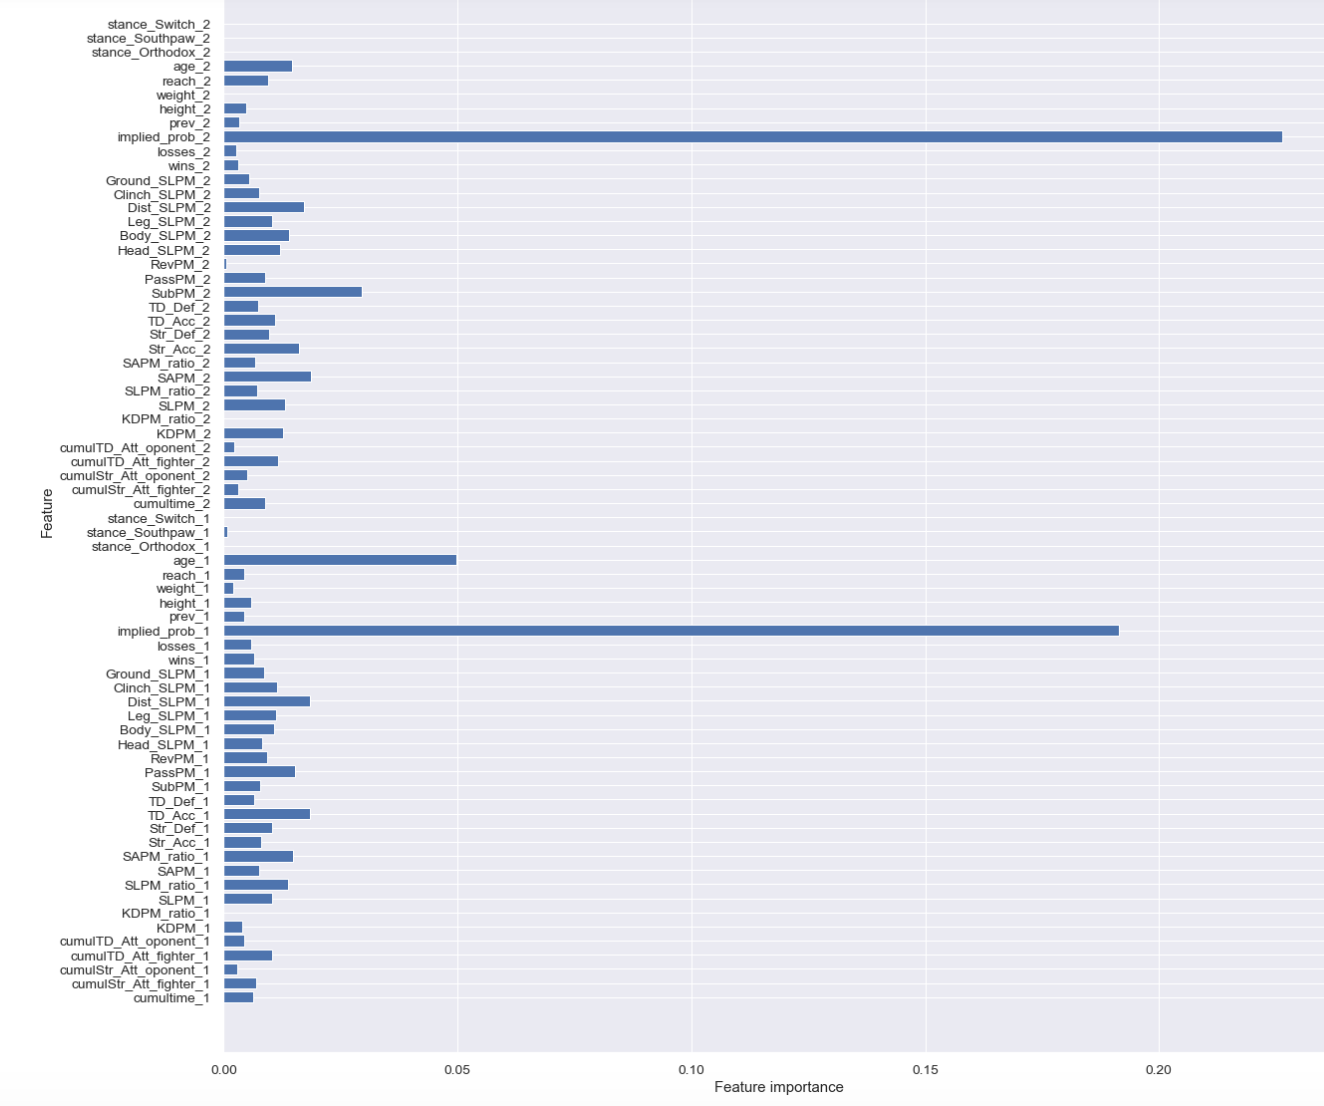 stance_Switch_2
stance_Southpaw_2
stance_Orthodox_2
age_2
reach_2
weight_2
height_2
prev_2
implied_prob_2
losses_2
wins_2
Ground_SLPM_2
Clinch_SLPM_2
Dist_SLPM_2
Leg_SLPM_2
Body_SLPM_2
Head_SLPM_2
RevPM_2
PassPM_2
SubPM_2
TD_Def_2
TD_Acc_2
Str_Def_2
Str_Acc_2
SAPM_ratio_2
SAPM_2
SLPM_ratio_2
SLPM_2
KDPM_ratio_2
KDPM_2
cumulTD_Att_oponent_2
cumulTD_Att_fighter_2
cumulStr_Att_oponent_2
cumulStr_Att_fighter_2
cumultime_2
stance_Switch_1
stance_Southpaw_1
stance_Orthodox_1
age_1
reach_1
weight_1
height_1
prev_1
implied_prob_1
losses_1
wins_1
Ground_SLPM_1
Clinch_SLPM_1
Dist_SLPM_1
Leg_SLPM_1
Body_SLPM_1
Head_SLPM_1
RevPM_1
PassPM_1
SubPM_1
TD_Def_1
TD_Acc_1
Str_Def_1
Str_Acc_1
SAPM_ratio_1
SAPM_1
SLPM_ratio_1
SLPM_1
KDPM_ratio_1
KDPM_1
cumulTD_Att_oponent_1
cumulTD_Att_fighter_1
cumulStr_Att_oponent_1
cumulStr_Att_fighter_1
cumultime_1
Feature
0.00 0.05 0.10 0.15 0.20
Feature importance